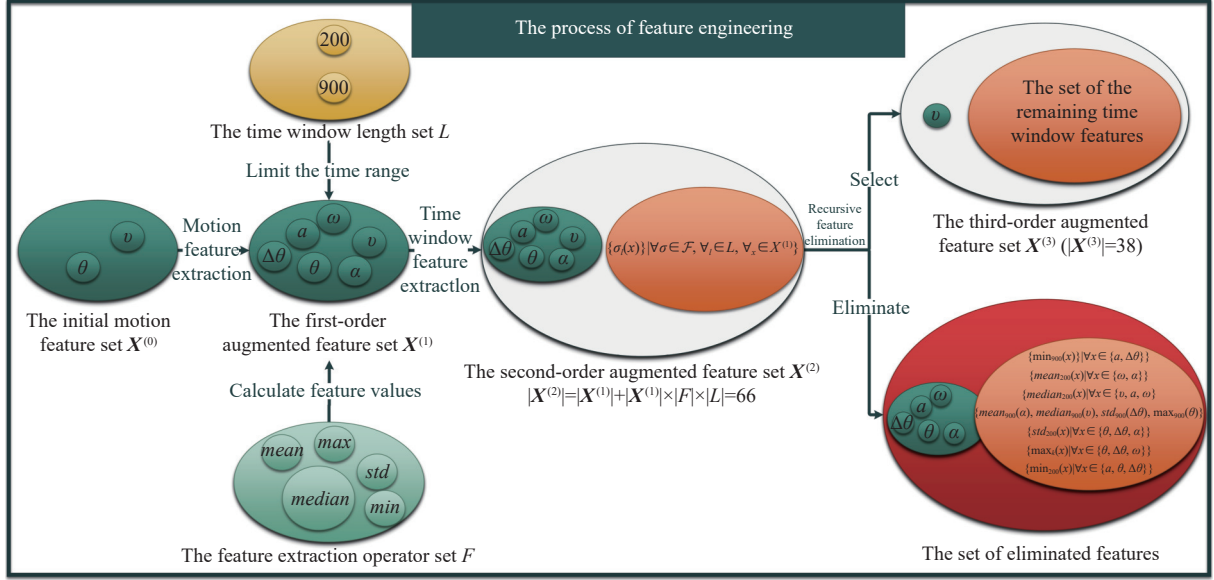 The process of feature engineering
200
900
The time window length set L
Limit the time range
υ
θ
The initial motion
feature set X⁽⁰⁾
Motion
feature
extraction
ω
a
υ
Δθ
θ
α
The first-order
augmented feature set X⁽¹⁾
Calculate feature values
mean
max
std
median
min
The feature extraction operator set F
Time
window
feature
extractlon
ω
a
υ
Δθ
θ
α
{σₗ(x)}|∀σ∈ℱ, ∀ₗ∈L, ∀ₓ∈X⁽¹⁾}
The second-order augmented feature set X⁽²⁾
|X⁽²⁾|=|X⁽¹⁾|+|X⁽¹⁾|×|F|×|L|=66
Recursive
feature
elimination
Select
Eliminate
υ
The set of the
remaining time
window features
The third-order augmented
feature set X⁽³⁾ (|X⁽³⁾|=38)
ω
a
Δθ
θ
α
{min₉₀₀(x)}|∀x∈{a, Δθ}}
{mean₂₀₀(x)|∀x∈{ω, α}}
{median₂₀₀(x)|∀x∈{υ, a, ω}
{mean₉₀₀(α), median₉₀₀(υ), std₉₀₀(Δθ), max₉₀₀(θ)}
{std₂₀₀(x)|∀x∈{θ, Δθ, α}}
{max(x)|∀x∈{θ, Δθ, ω}}
{min₂₀₀(x)|∀x∈{a, θ, Δθ}}
The set of eliminated features